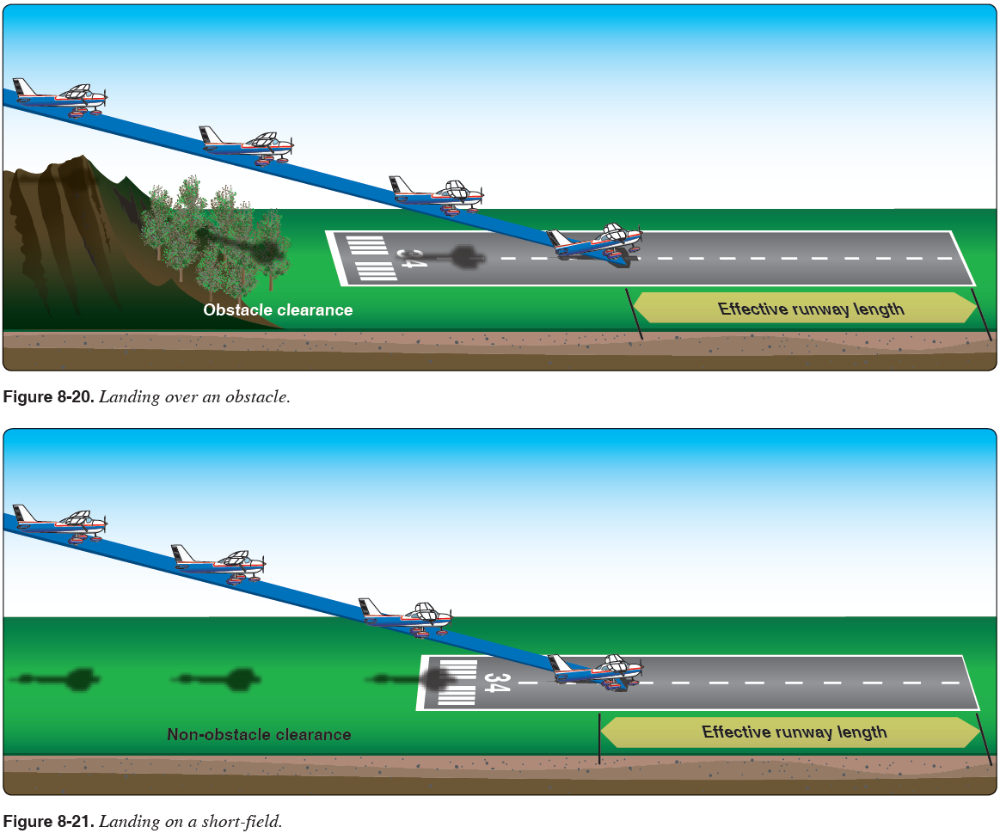 34
Obstacle clearance
Effective runway length
Figure 8-20. Landing over an obstacle.
34
Non-obstacle clearance
Effective runway length
Figure 8-21. Landing on a short-field.